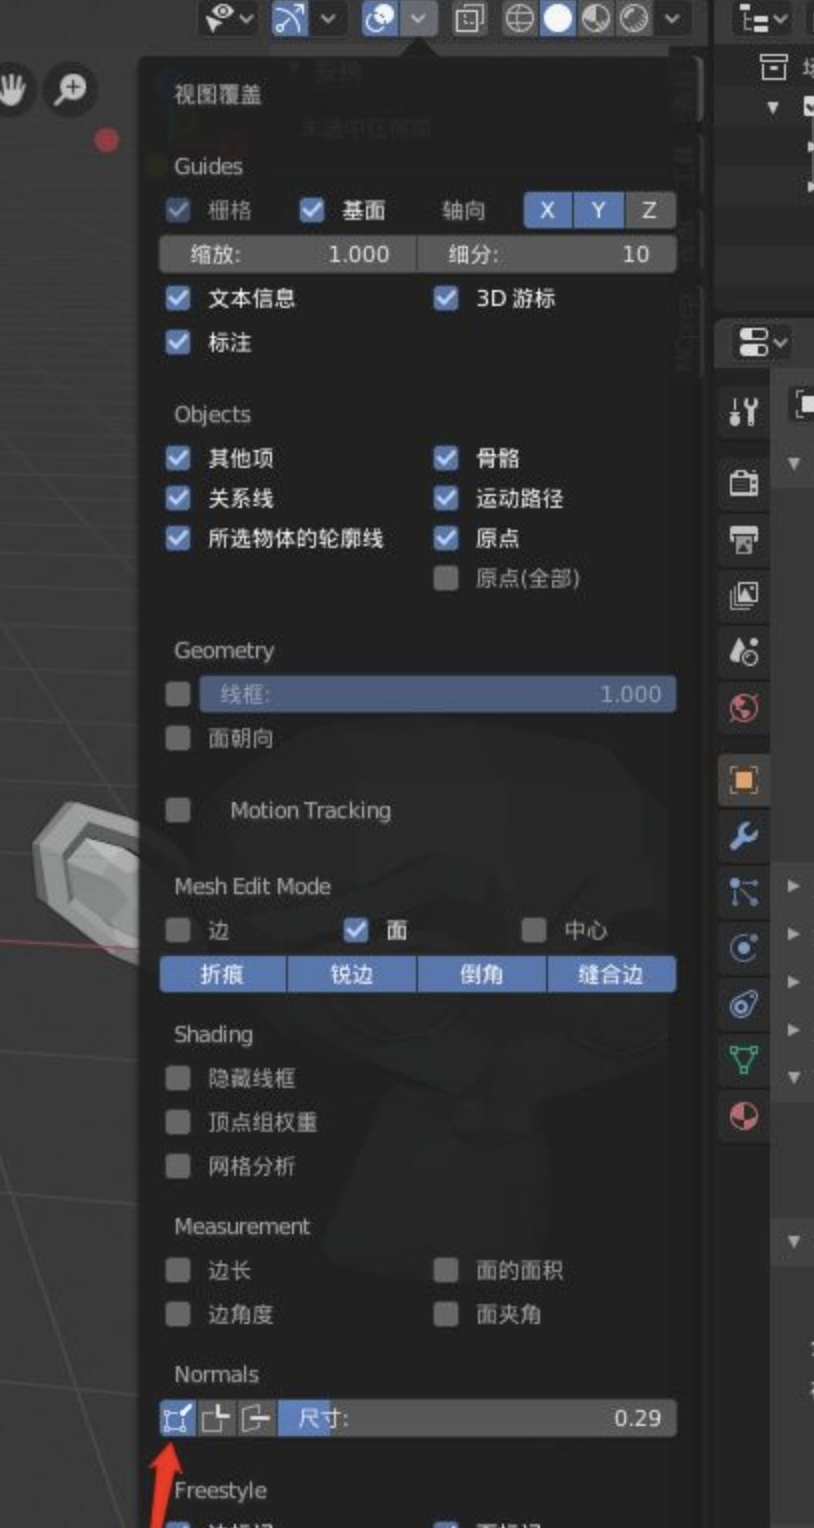 视图覆盖
Guides
栅格 基面 轴向 X Y Z
缩放: 1.000 细分: 10
文本信息 3D 游标
标注
Objects
其他项 骨骼
关系线 运动路径
所选物体的轮廓线 原点
原点(全部)
Geometry
线框: 1.000
面朝向
Motion Tracking
Mesh Edit Mode
边 面 中心
折痕 锐边 倒角 缝合边
Shading
隐藏线框
顶点组权重
网格分析
Measurement
边长 面的面积
边角度 面夹角
Normals
尺寸: 0.29
Freestyle